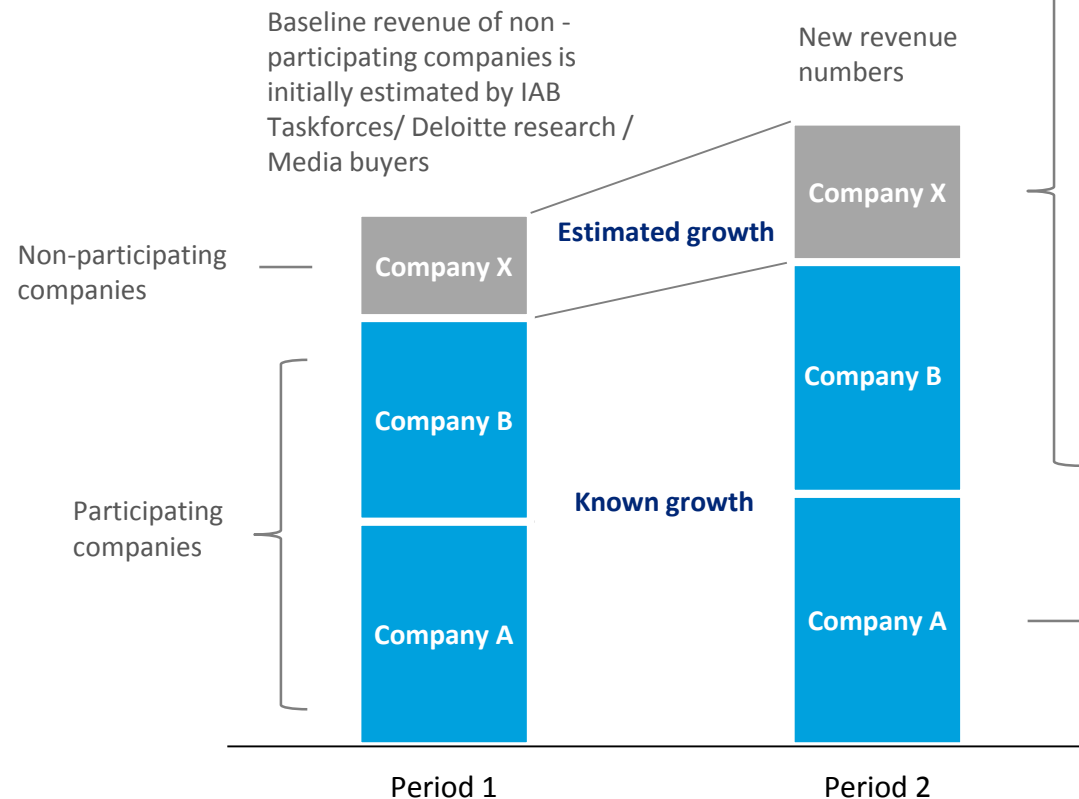 Baseline revenue of non -
participating companies is
initially estimated by IAB
Taskforces/ Deloitte research /
Media buyers
New revenue
numbers
Non-participating
companies
Company X
Estimated growth
Company X
Company B
Company B
Participating
companies
Known growth
Company A
Company A
Period 1
Period 2